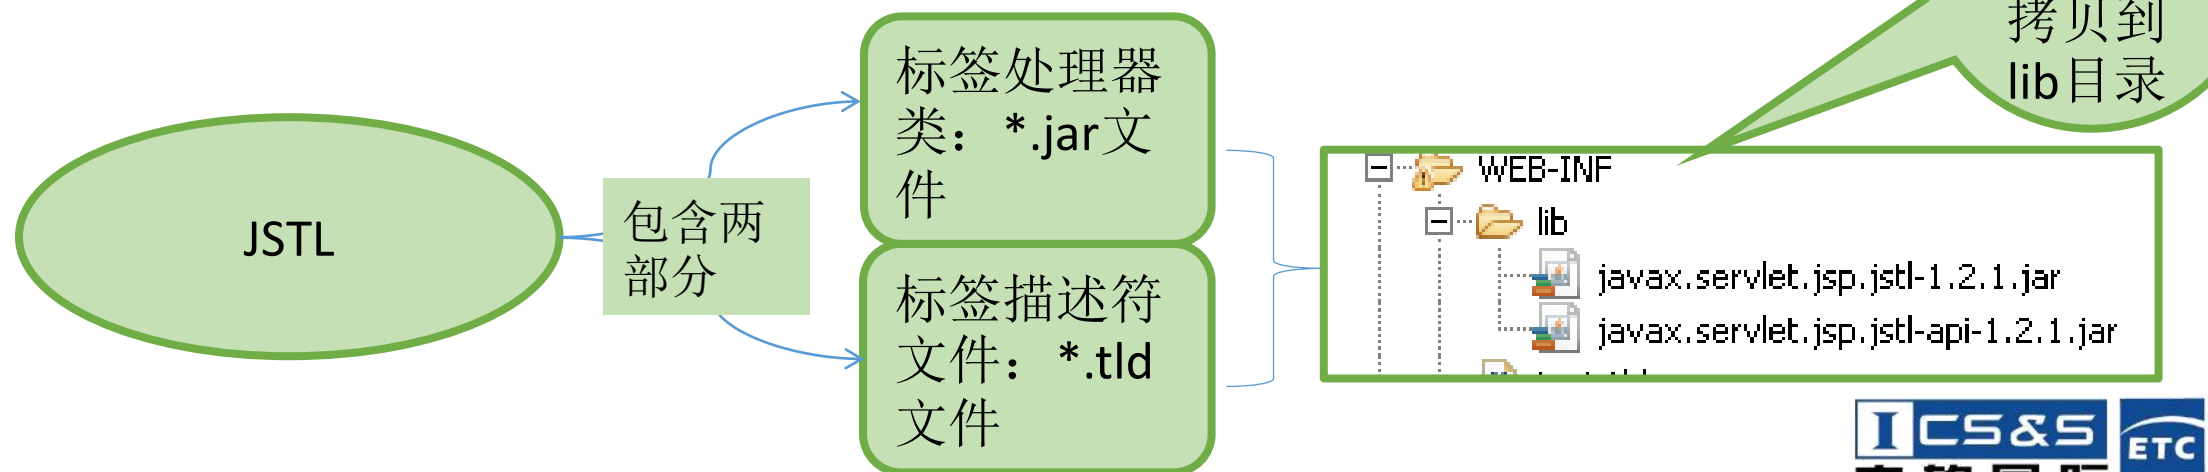 JSTL
包含两
部分
标签处理器
类：*.jar文
件
标签描述符
文件：*.tld
文件
拷贝到
lib目录
WEB-INF
lib
javax.servlet.jsp.jstl-1.2.1.jar
javax.servlet.jsp.jstl-api-1.2.1.jar
ICS&S
ETC